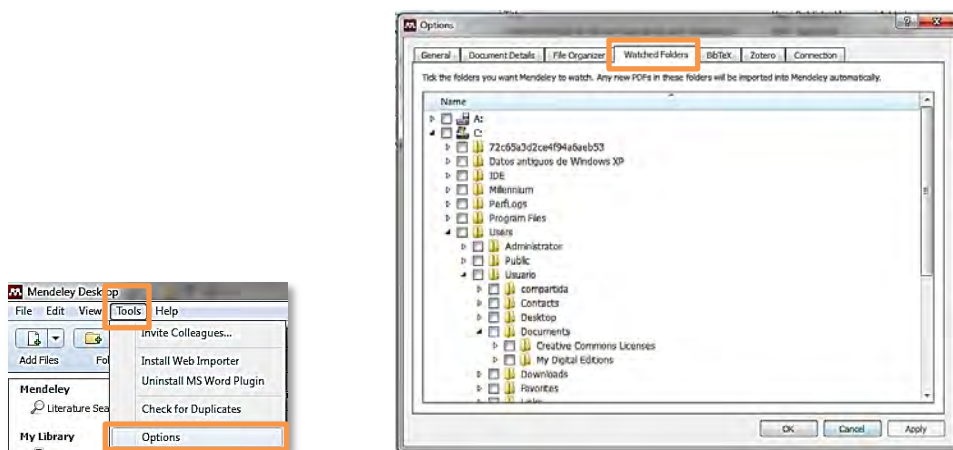 Mendeley Desktop
File Edit View Tools Help
Invite Colleagues...
Add Files
Install Web Importer
Uninstall MS Word Plugin
Mendeley
Literature Sea
Check for Duplicates
My Library
Options
Options
General Document Details File Organizer Watched Folders BibTeX Zotero Connection
Tick the folders you want Mendeley to watch. Any new PDFs in these folders will be imported into Mendeley automatically.
Name
A:
C:
72c65a3d2ce4f94a6aeb53
Datos antiguos de Windows XP
IDE
Millennium
PerfLogs
Program Files
Users
Administrator
Public
Usuario
compartida
Contacts
Desktop
Documents
Creative Commons Licenses
My Digital Editions
Downloads
Favorites
Links
OK Cancel Apply